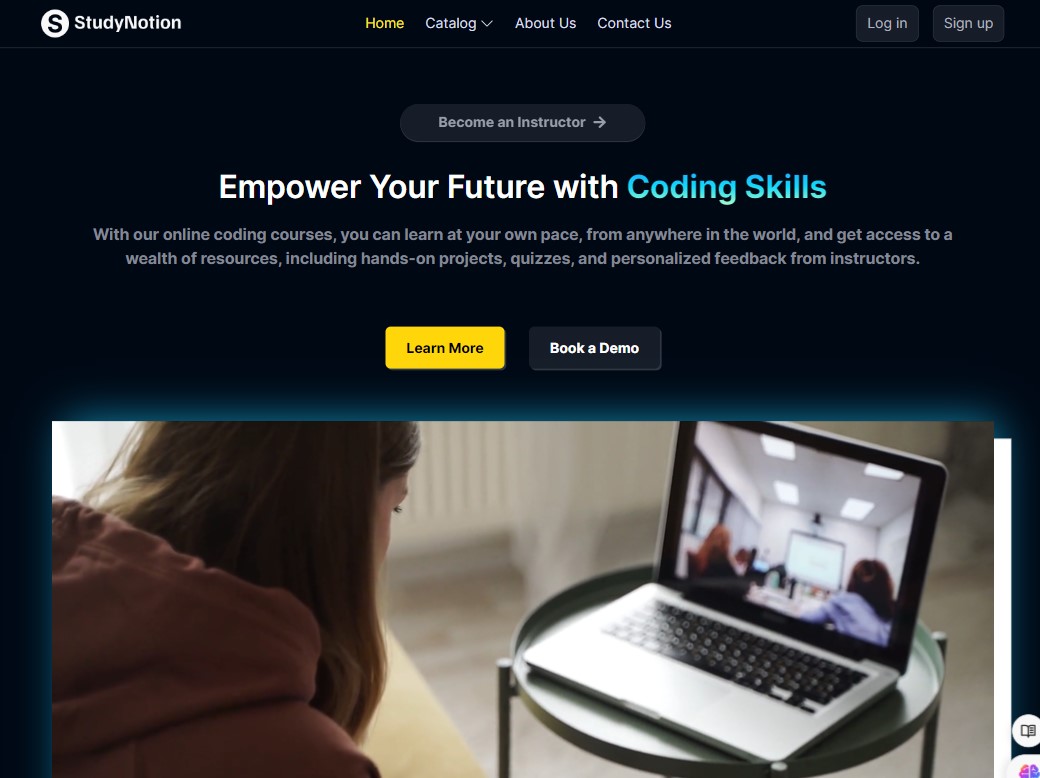 StudyNotion
Home
Catalog
About Us
Contact Us
Log in
Sign up
Become an Instructor →
Empower Your Future with Coding Skills
With our online coding courses, you can learn at your own pace, from anywhere in the world, and get access to a
wealth of resources, including hands-on projects, quizzes, and personalized feedback from instructors.
Learn More
Book a Demo